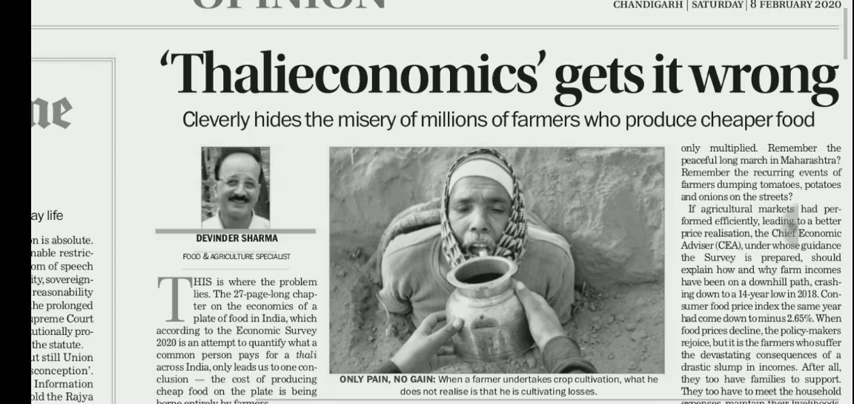 OPINION
CHANDIGARH | SATURDAY | 8 FEBRUARY 2020
ne
ay life
n is absolute.
nable restric-
om of speech
ity, sovereign-
reasonability
he prolonged
upreme Court
utionally pro-
the statute.
ut still Union
sconception'.
Information
old the Rajya
'Thalieconomics' gets it wrong
Cleverly hides the misery of millions of farmers who produce cheaper food
DEVINDER SHARMA
FOOD & AGRICULTURE SPECIALIST
THIS is where the problem
lies. The 27-page-long chap-
ter on the economics of a
plate of food in India, which
according to the Economic Survey
2020 is an attempt to quantify what a
common person pays for a thali
across India, only leads us to one con-
clusion — the cost of producing
cheap food on the plate is being
borne entirely by farmers.
ONLY PAIN, NO GAIN: When a farmer undertakes crop cultivation, what he
does not realise is that he is cultivating losses.
only multiplied. Remember the
peaceful long march in Maharashtra?
Remember the recurring events of
farmers dumping tomatoes, potatoes
and onions on the streets?
If agricultural markets had per-
formed efficiently, leading to a better
price realisation, the Chief Economic
Adviser (CEA), under whose guidance
the Survey is prepared, should
explain how and why farm incomes
have been on a downhill path, crash-
ing down to a 14-year low in 2018. Con-
sumer food price index the same year
had come down to minus 2.65%. When
food prices decline, the policy-makers
rejoice, but it is the farmers who suffer
the devastating consequences of a
drastic slump in incomes. After all,
they too have families to support.
They too have to meet the household
expenses, maintain their livelihoods,